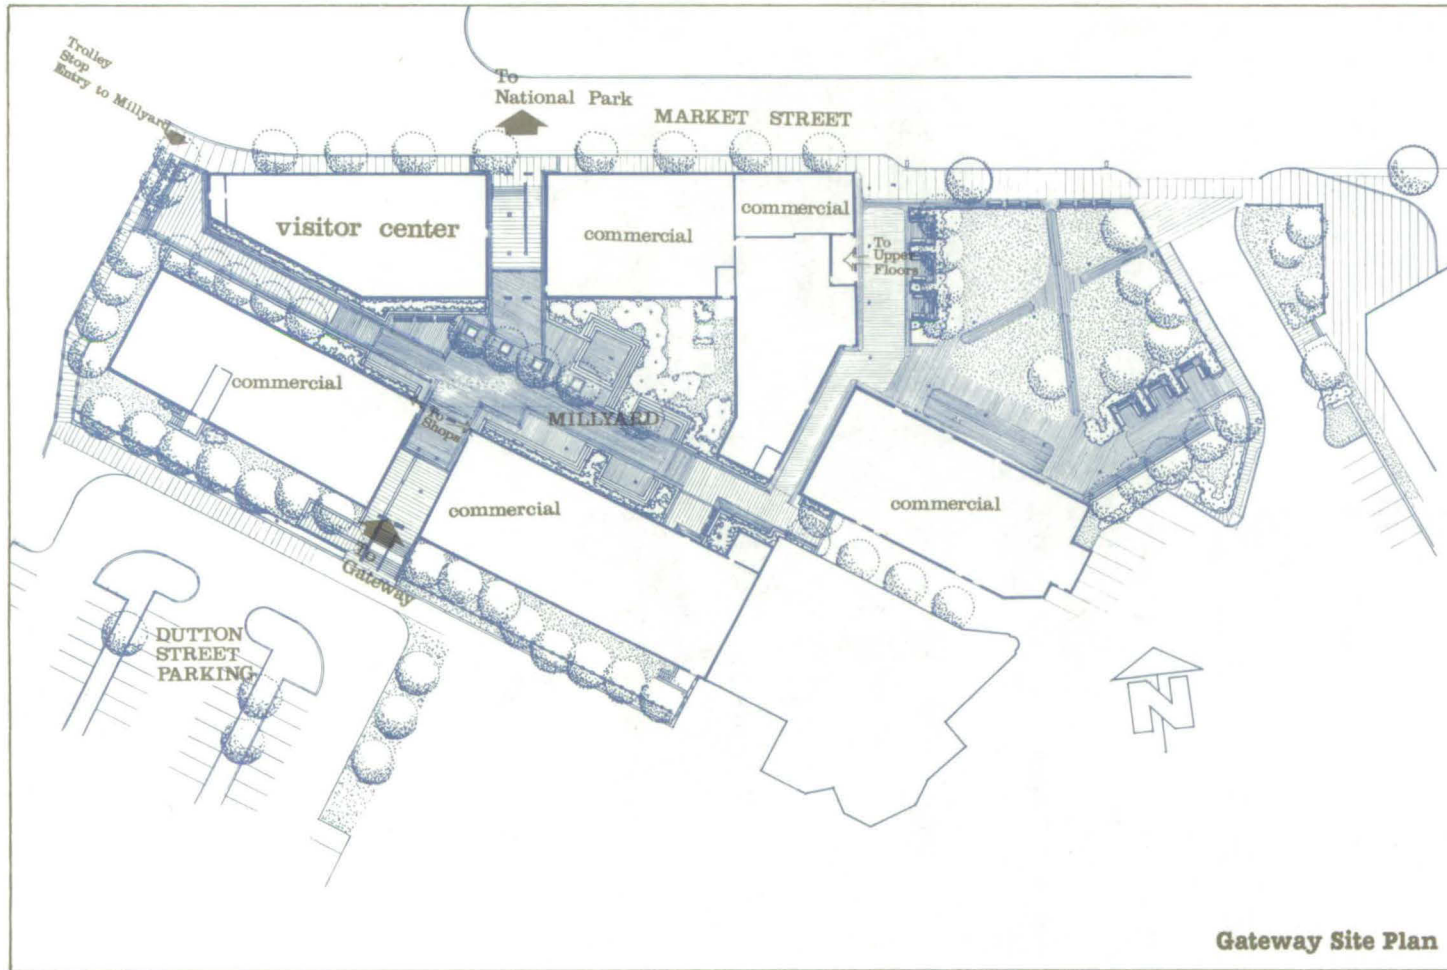 Trolley
Stop
Entry to Millyard
To
National Park
MARKET STREET
visitor center
commercial
commercial
To
Upper
Floors
commercial
To
Shops
MILLYARD
commercial
commercial
To
Gateway
DUTTON
STREET
PARKING
N
Gateway Site Plan